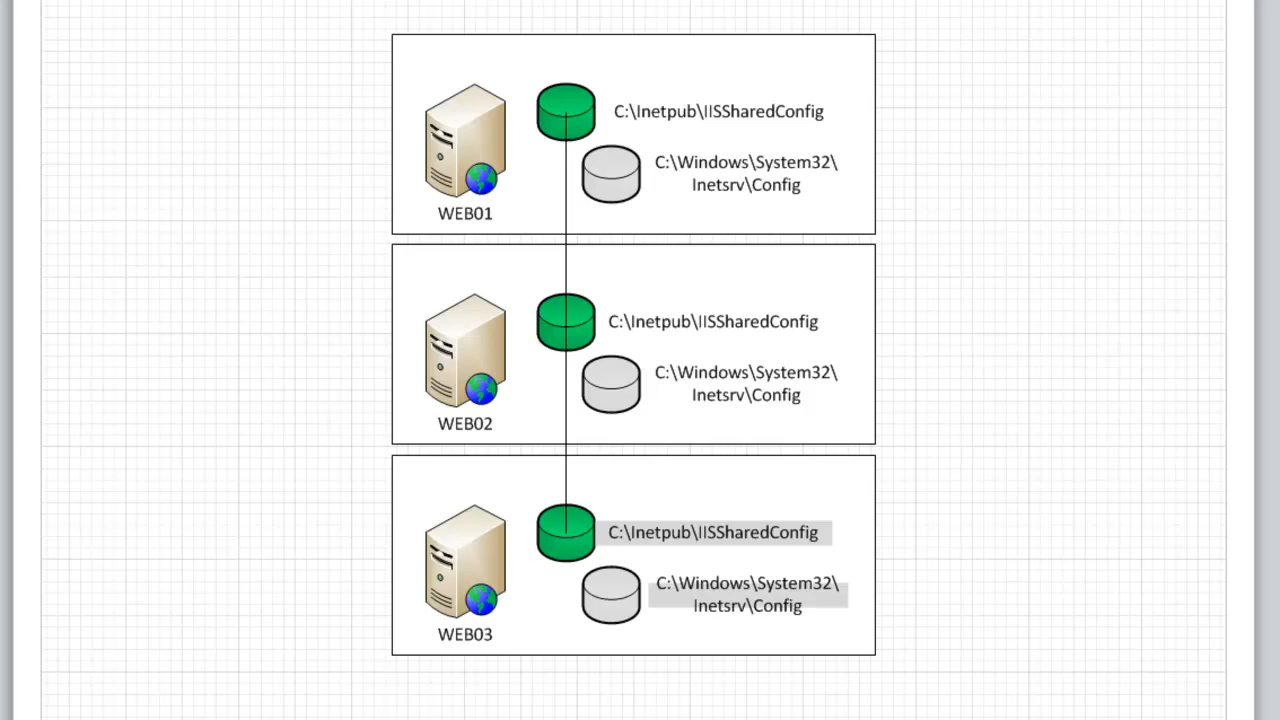 C:\Inetpub\IISSharedConfig
C:\Windows\System32\
Inetsrv\Config
WEB01
C:\Inetpub\IISSharedConfig
C:\Windows\System32\
Inetsrv\Config
WEB02
C:\Inetpub\IISSharedConfig
C:\Windows\System32\
Inetsrv\Config
WEB03